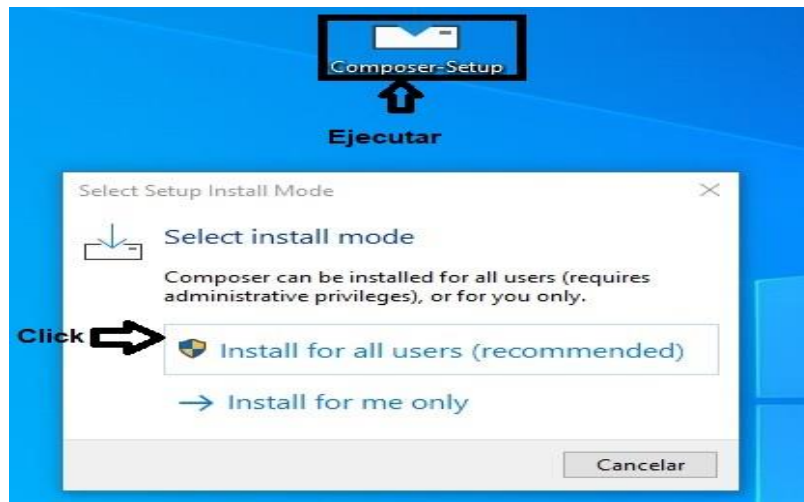 Composer-Setup
Ejecutar
Select Setup Install Mode
Select install mode
Composer can be installed for all users (requires
administrative privileges), or for you only.
Click
Install for all users (recommended)
Install for me only
Cancelar